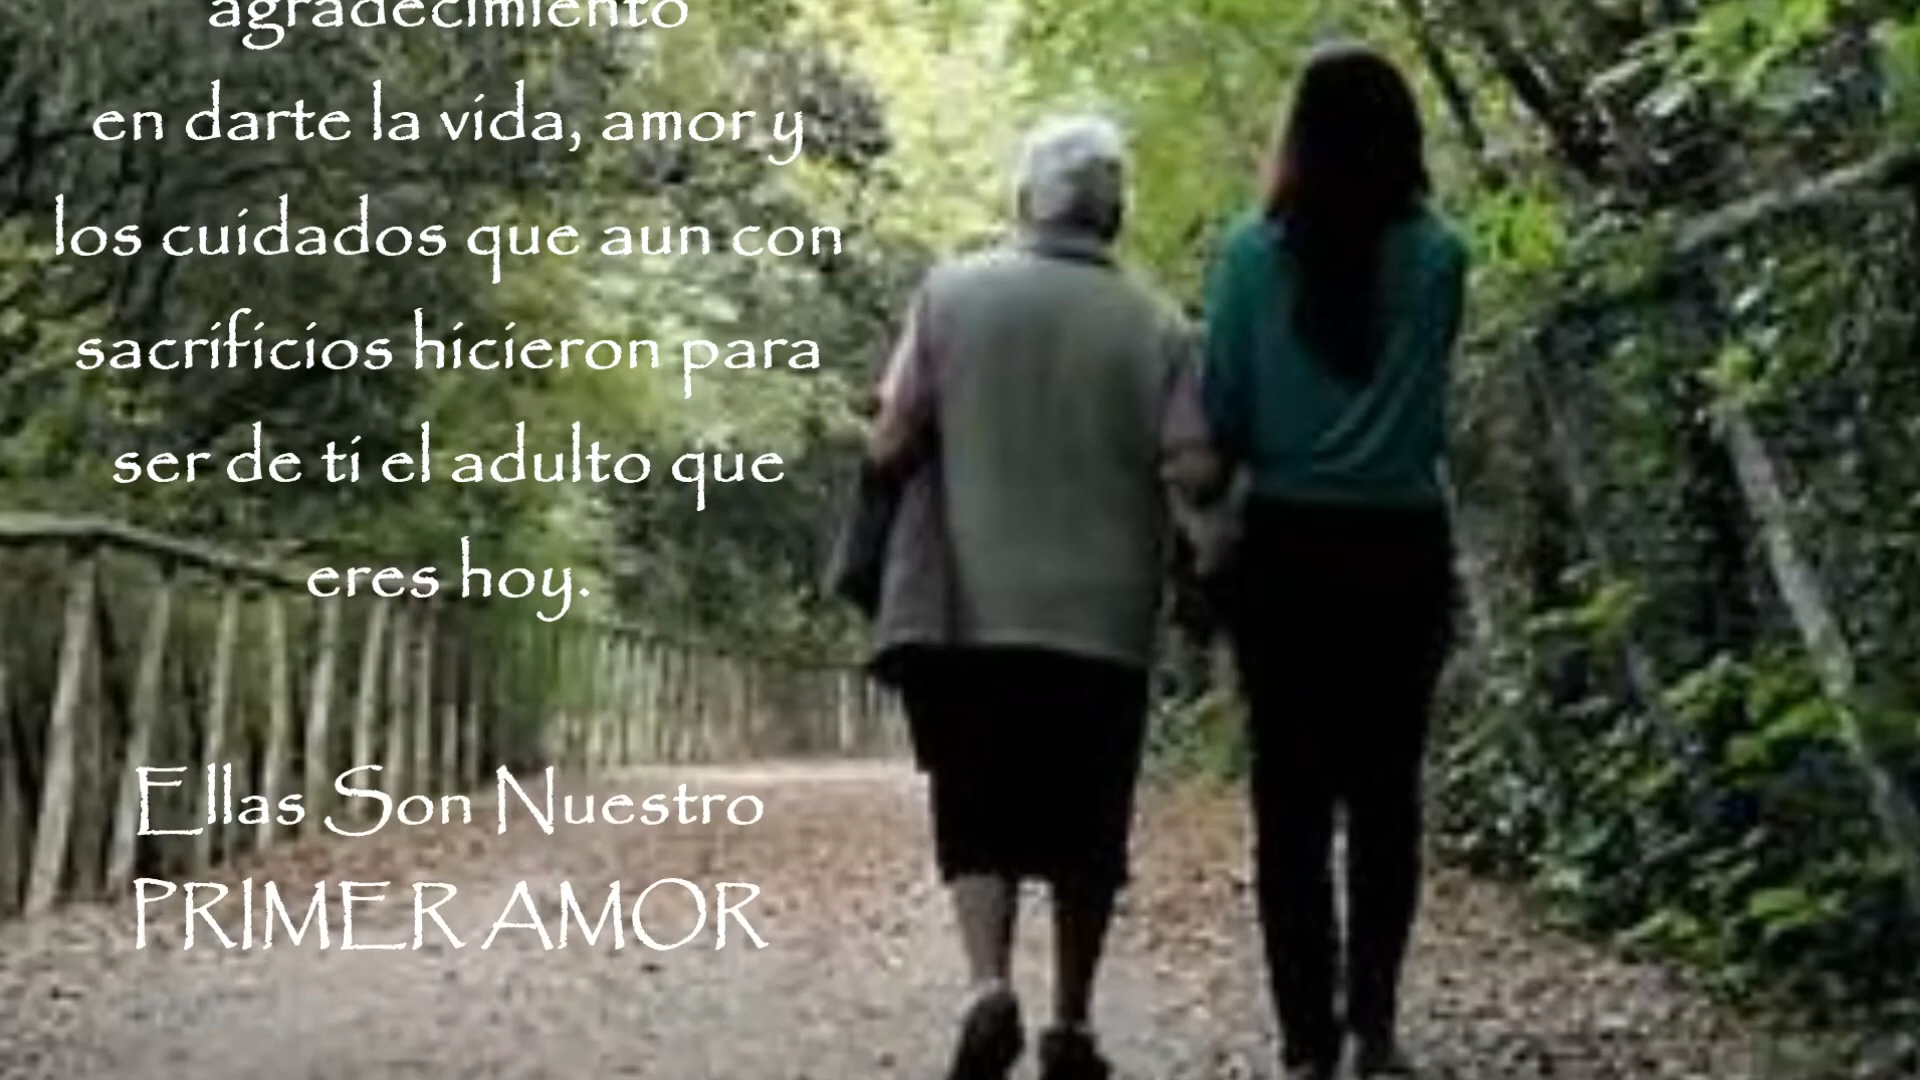 agradecimiento
en darte la vida, amor y
los cuidados que aun con
sacrificios hicieron para
ser de ti el adulto que
eres hoy.
Ellas Son Nuestro
PRIMER AMOR